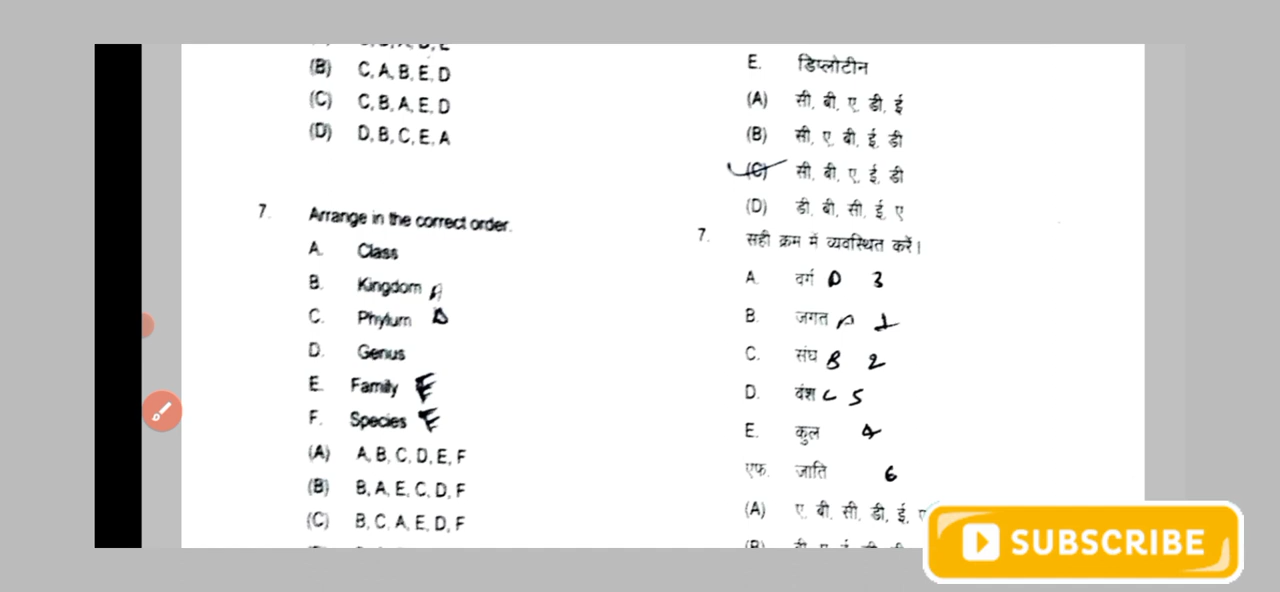 (B) C, A, B, E, D
(C) C, B, A, E, D
(D) D, B, C, E, A
7. Arrange in the correct order.
A. Class
B. Kingdom A
C. Phylum
D. Genus
E. Family E
F. Species
(A) A, B, C, D, E, F
(B) B, A, E, C, D, F
(C) B, C, A, E, D, F
E. डिप्लोटीन
(A) सी, बी, ए, डी, ई
(B) सी, ए, बी, ई, डी
(C) सी, बी, ए, ई, डी
(D) डी, बी, सी, ई, ए
7. सही क्रम में व्यवस्थित करें।
A. वर्ग D 3
B. जगत A 1
C. संघ B 2
D. वंश C 5
E. कुल 4
एफ. जाति 6
(A) ए, बी, सी, डी, ई,
SUBSCRIBE